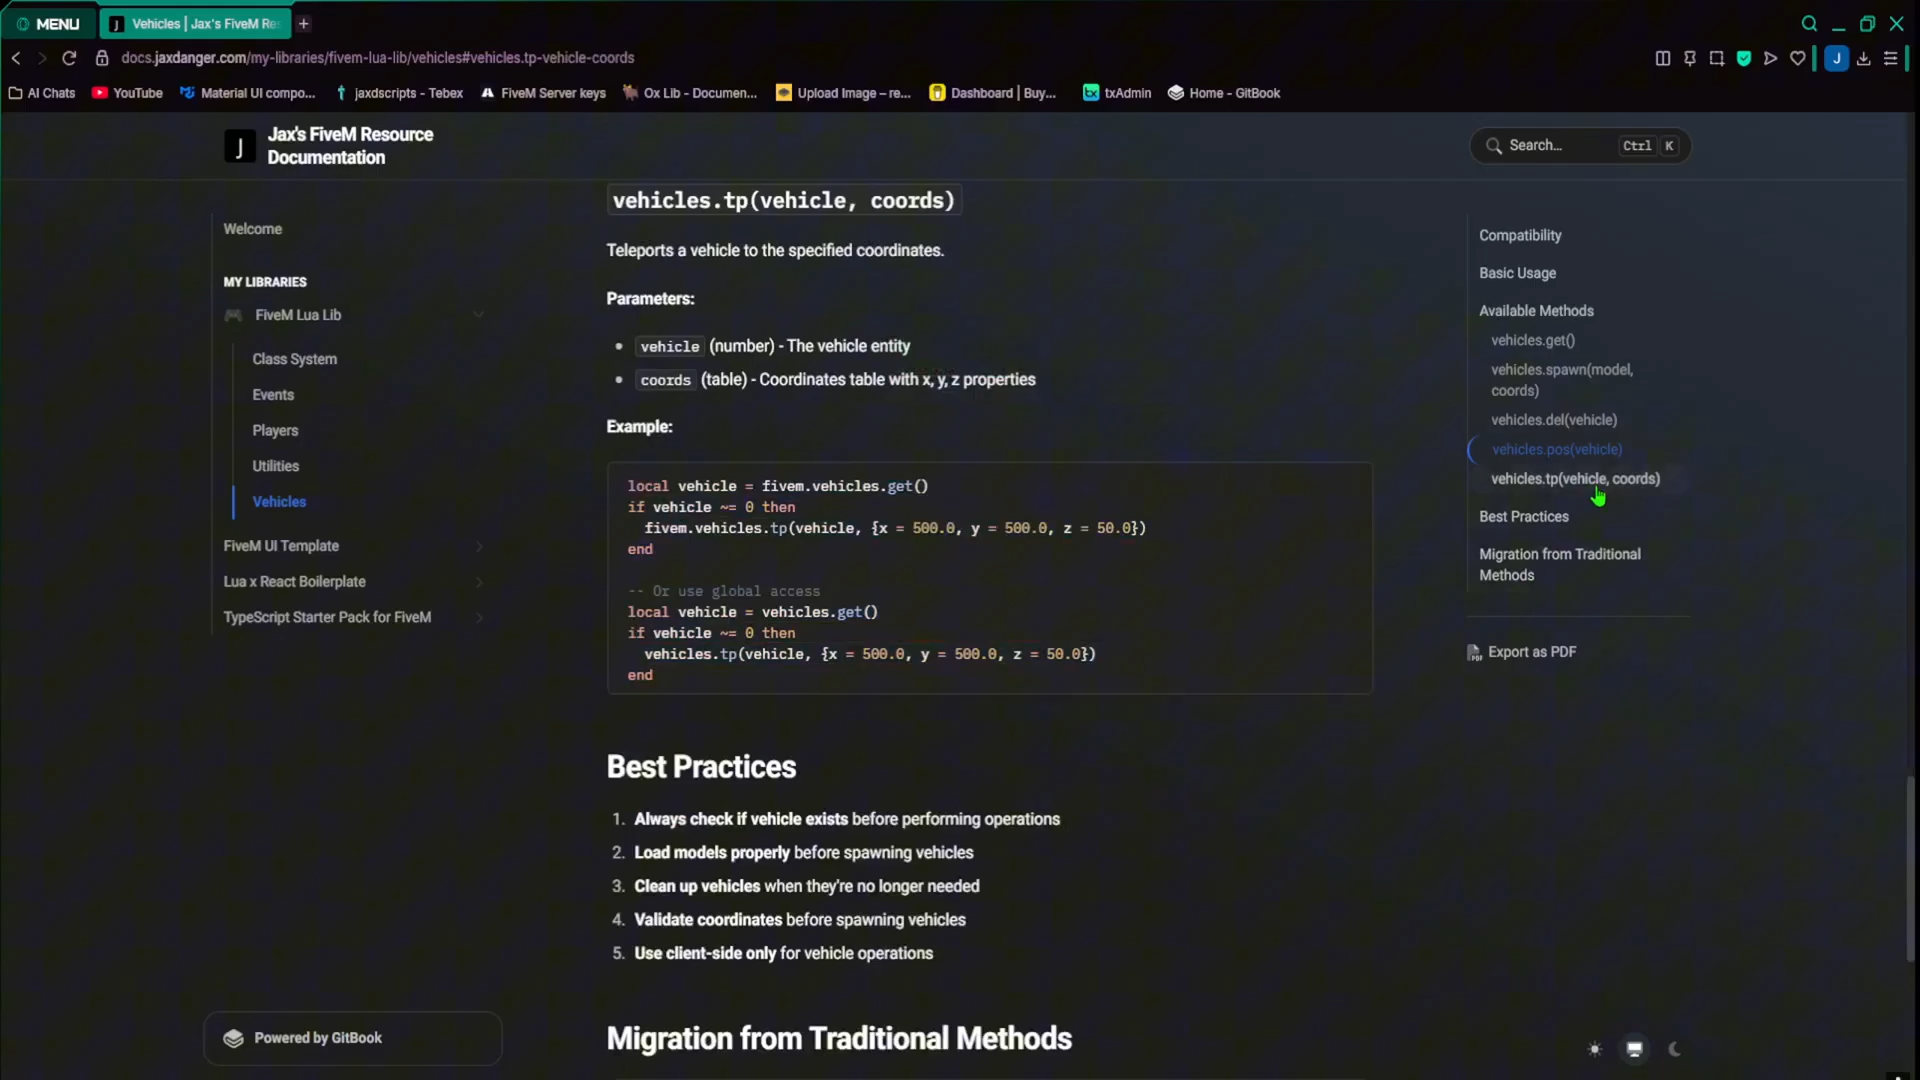 MENU
J
Vehicles | Jax's FiveM Res
+
docs.jaxdanger.com/my-libraries/fivem-lua-lib/vehicles#vehicles.tp-vehicle-coords
J
AI Chats
YouTube
Material UI compo...
jaxdscripts - Tebex
FiveM Server keys
Ox Lib - Documen...
Upload Image – re...
Dashboard | Buy...
txAdmin
Home - GitBook
J
Jax's FiveM Resource
Documentation
Search...
Ctrl
K
Welcome
MY LIBRARIES
FiveM Lua Lib
Class System
Events
Players
Utilities
Vehicles
FiveM UI Template
Lua x React Boilerplate
TypeScript Starter Pack for FiveM
Powered by GitBook
vehicles.tp(vehicle, coords)
Teleports a vehicle to the specified coordinates.
Parameters:
vehicle (number) - The vehicle entity
coords (table) - Coordinates table with x, y, z properties
Example:
local vehicle = fivem.vehicles.get()
if vehicle ~= 0 then
fivem.vehicles.tp(vehicle, {x = 500.0, y = 500.0, z = 50.0})
end
-- Or use global access
local vehicle = vehicles.get()
if vehicle ~= 0 then
vehicles.tp(vehicle, {x = 500.0, y = 500.0, z = 50.0})
end
Best Practices
1. Always check if vehicle exists before performing operations
2. Load models properly before spawning vehicles
3. Clean up vehicles when they're no longer needed
4. Validate coordinates before spawning vehicles
5. Use client-side only for vehicle operations
Migration from Traditional Methods
Compatibility
Basic Usage
Available Methods
vehicles.get()
vehicles.spawn(model,
coords)
vehicles.del(vehicle)
vehicles.pos(vehicle)
vehicles.tp(vehicle, coords)
Best Practices
Migration from Traditional
Methods
PDF
Export as PDF